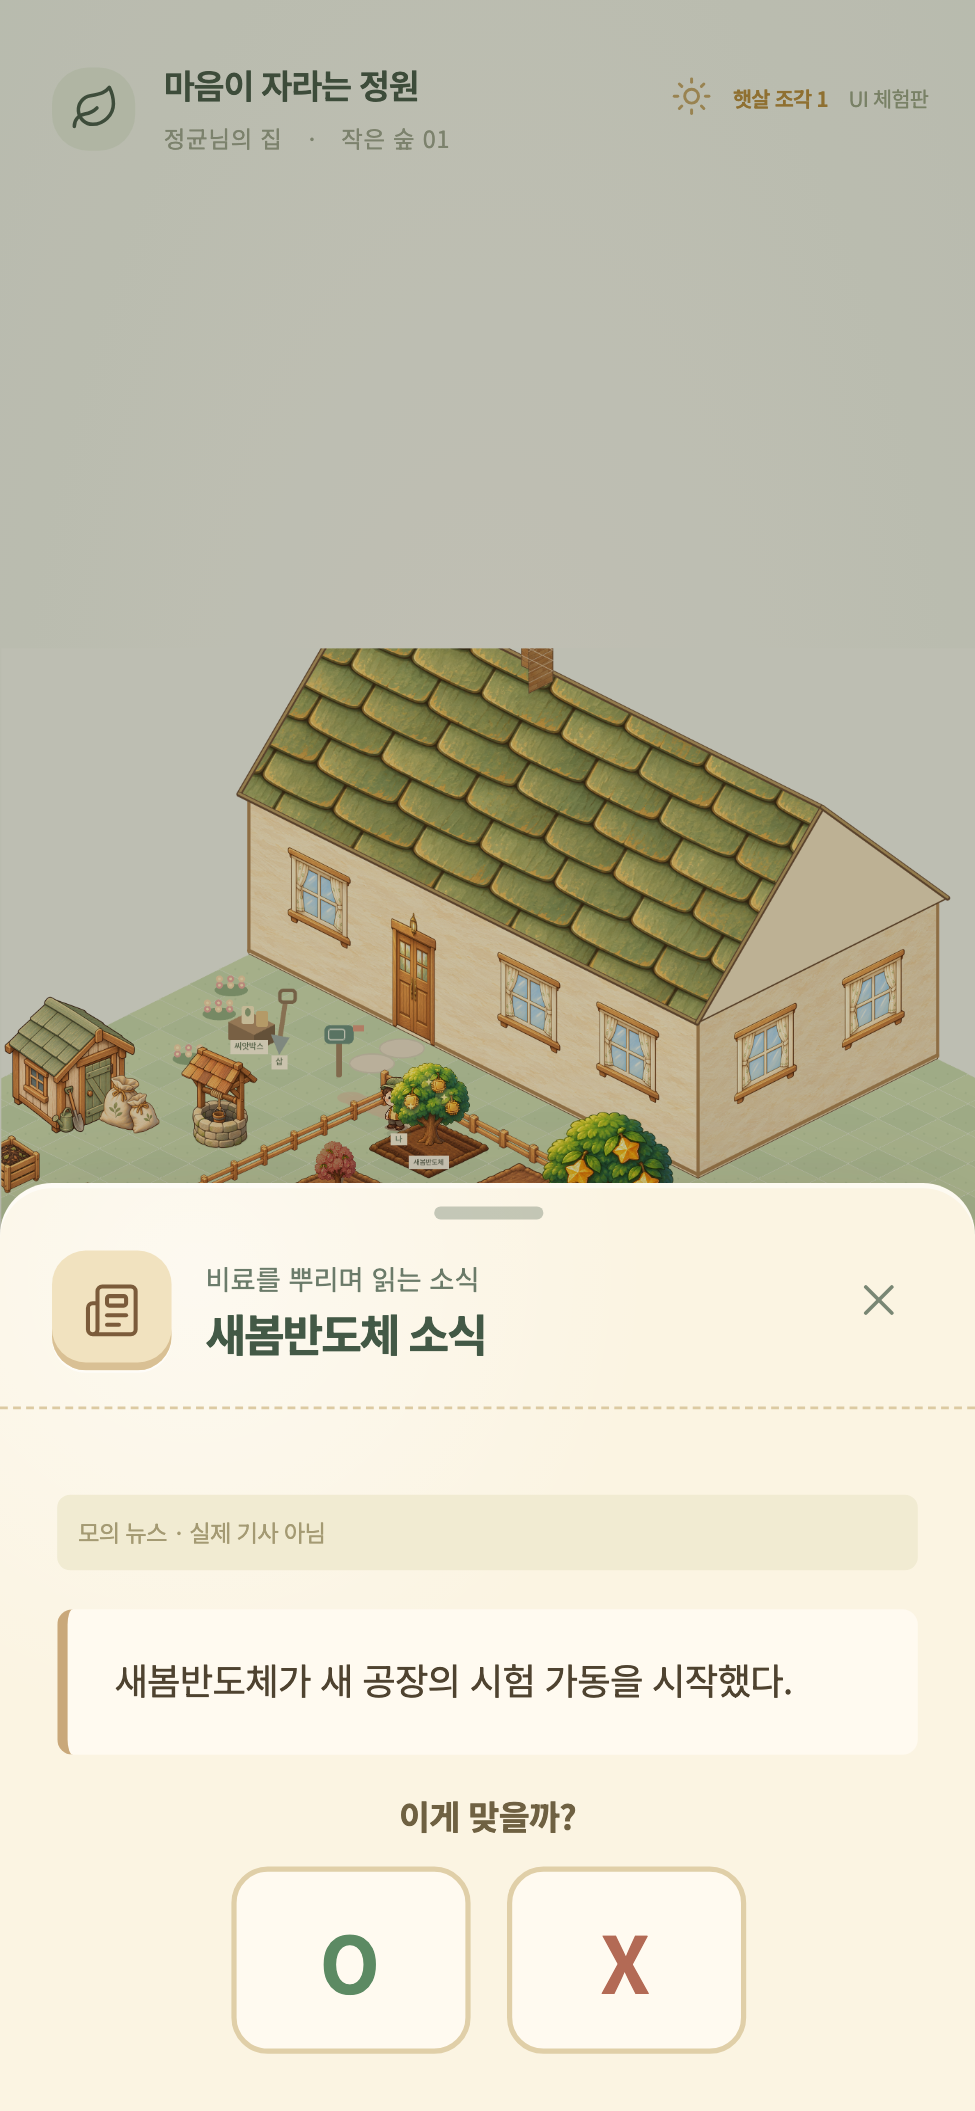 마음이 자라는 정원
정균님의 집 · 작은 숲 01
햇살 조각 1 UI 체험판
씨앗박스
삽
나
새봄반도체
비료를 뿌리며 읽는 소식
새봄반도체 소식
모의 뉴스 · 실제 기사 아님
새봄반도체가 새 공장의 시험 가동을 시작했다.
이게 맞을까?
O X